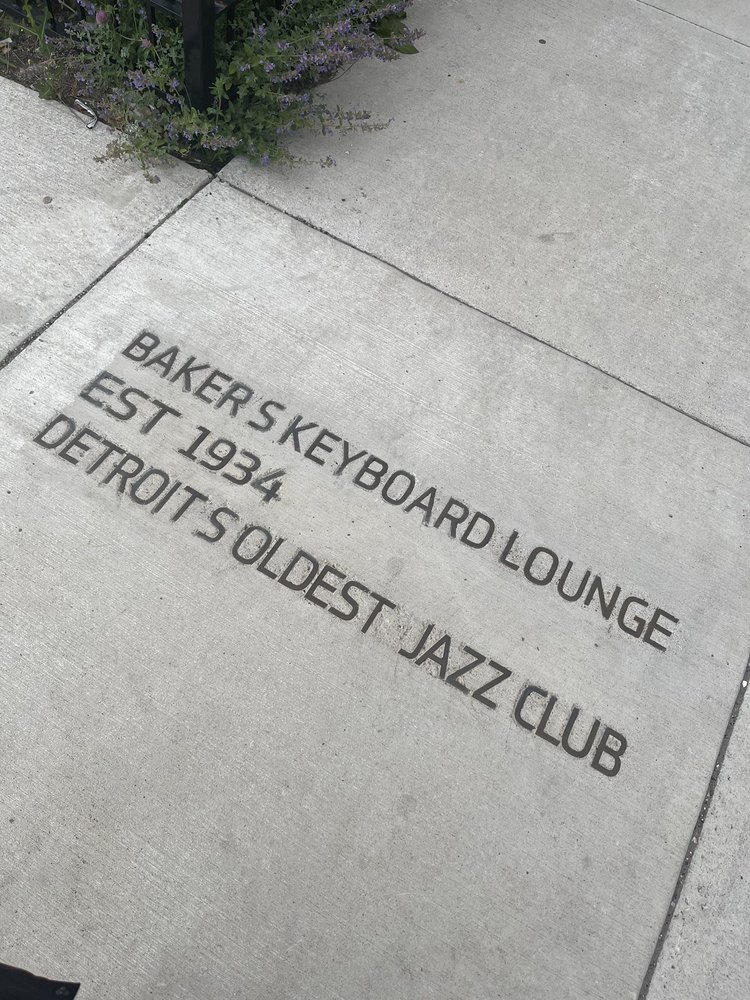 BAKER S KEYBOARD LOUNGE
EST 1934
DETROIT S OLDEST JAZZ CLUB